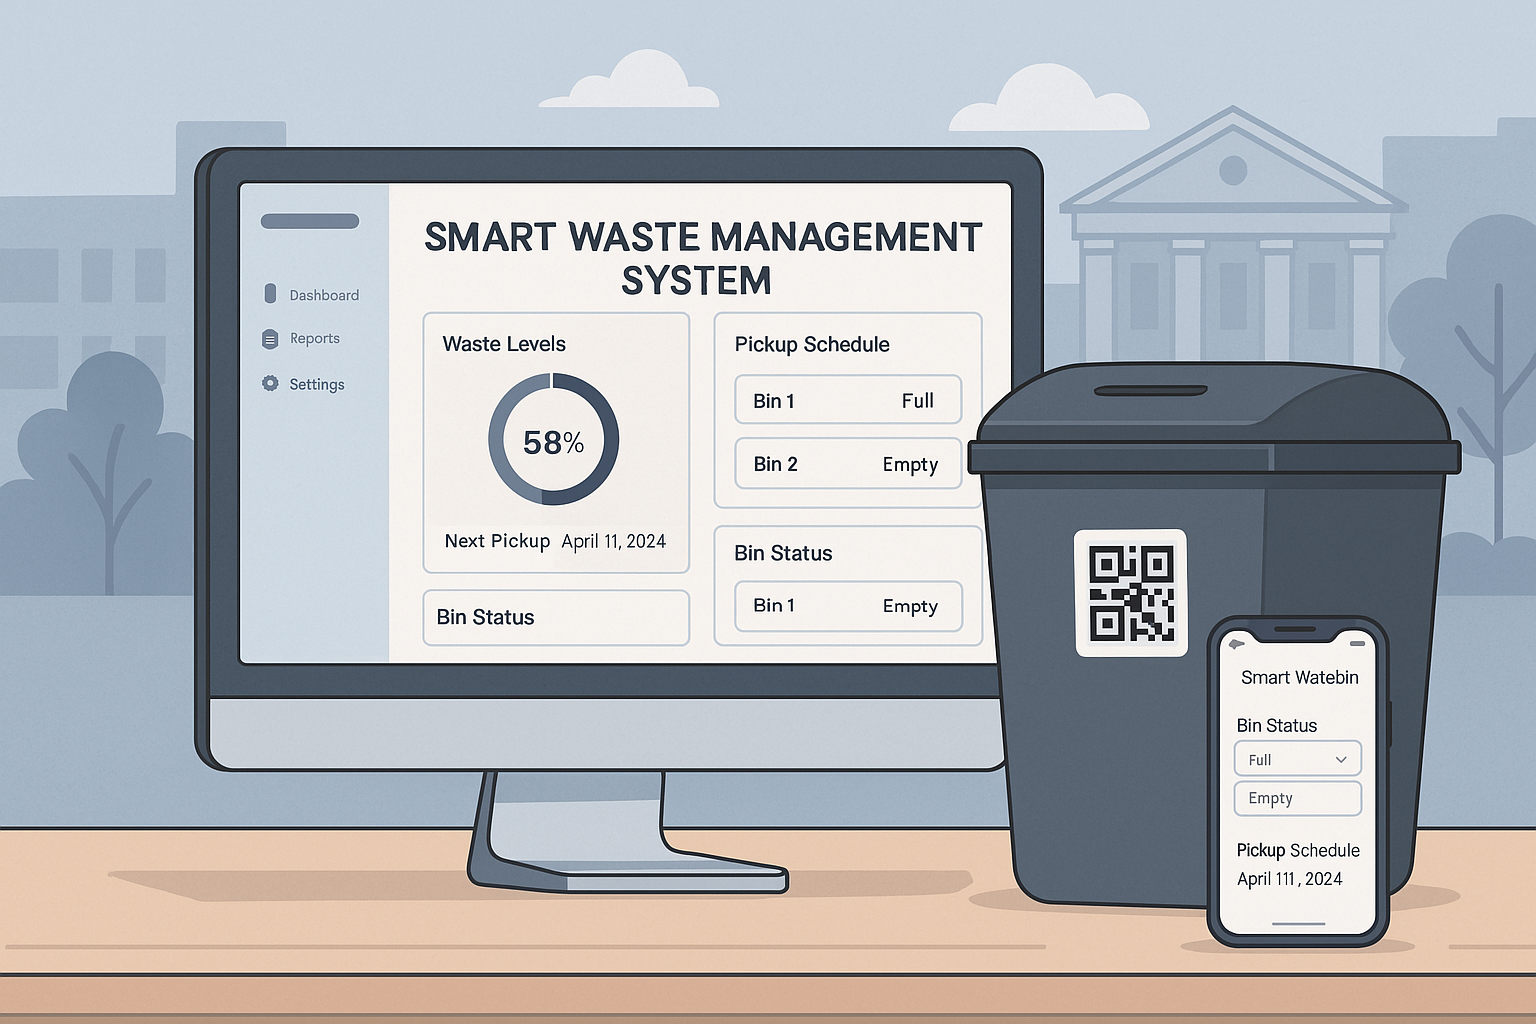 SMART WASTE MANAGEMENT
SYSTEM
Dashboard
Reports
Settings
Waste Levels
58%
Next Pickup April 11, 2024
Bin Status
Pickup Schedule
Bin 1 Full
Bin 2 Empty
Bin Status
Bin 1 Empty
Smart Watebin
Bin Status
Full
Empty
Pickup Schedule
April 111, 2024